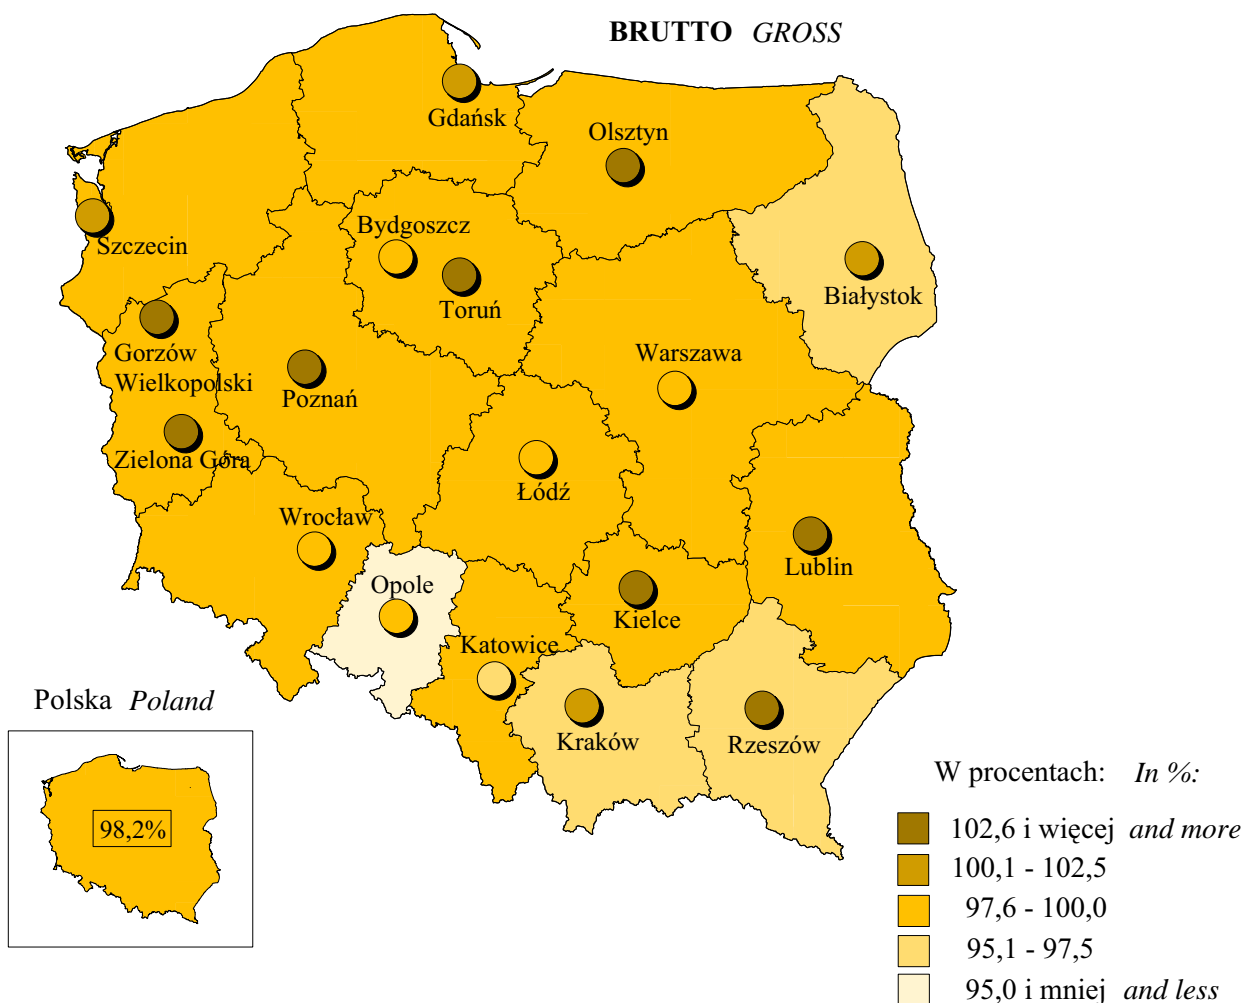 BRUTTO GROSS
Gdańsk
Olsztyn
Szczecin
Bydgoszcz
Toruń
Białystok
Gorzów
Wielkopolski
Poznań
Warszawa
Zielona Góra
Łódź
Wrocław
Lublin
Opole
Kielce
Katowice
Kraków
Rzeszów
Polska Poland
98,2%
W procentach: In %:
102,6 i więcej and more
100,1 - 102,5
97,6 - 100,0
95,1 - 97,5
95,0 i mniej and less